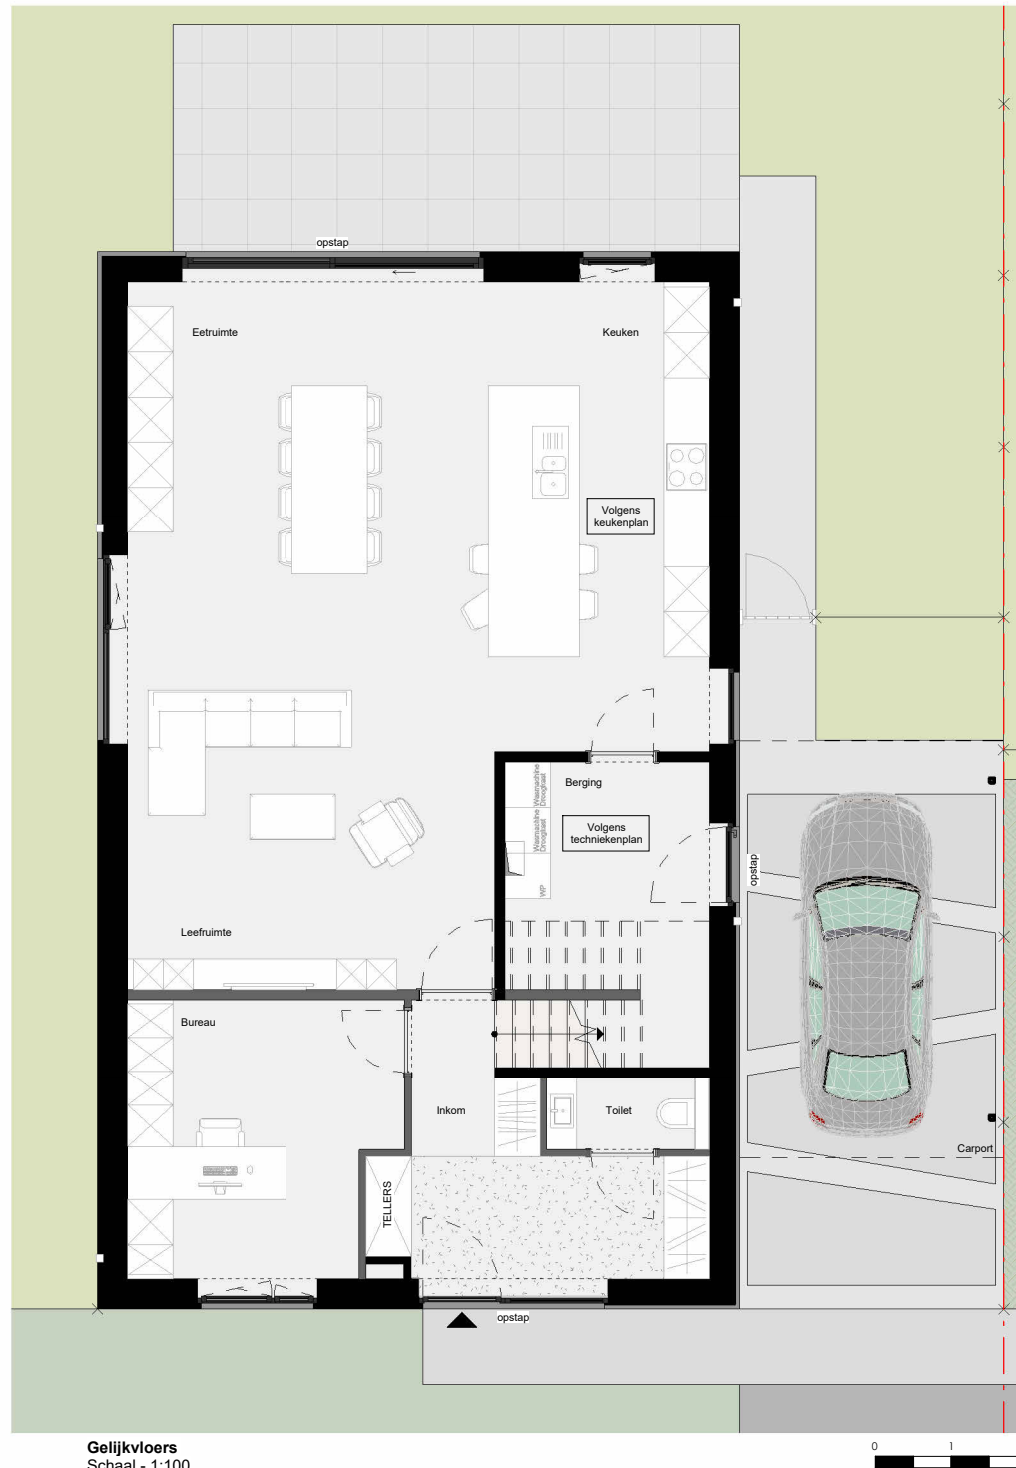 opstap
Eetruimte
Keuken
Volgens
keukenplan
Berging
Wasmachine
Droogkast
Volgens
techniekenplan
Wasmachine
Droogkast
WP
opstap
Leefruimte
Bureau
Inkom
Toilet
Carport
TELLERS
opstap
Gelijkvloers
Schaal - 1:100
0 1